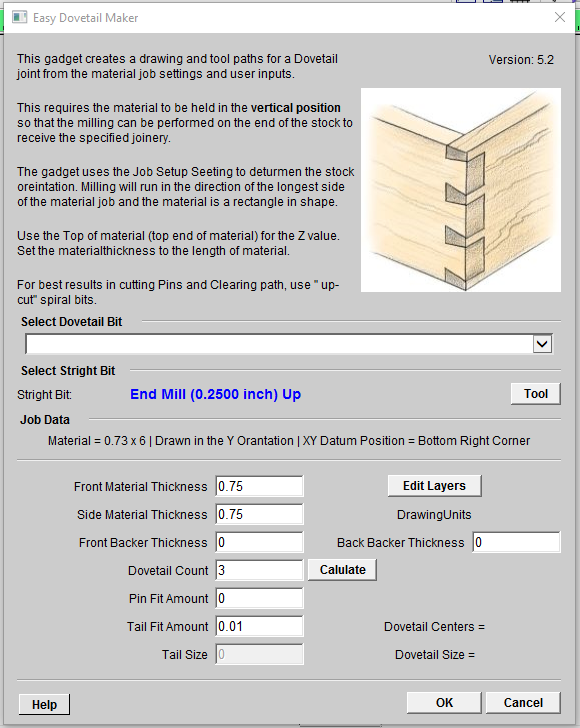 Easy Dovetail Maker
This gadget creates a drawing and tool paths for a Dovetail
joint from the material job settings and user inputs.
Version: 5.2
This requires the material to be held in the vertical position
so that the milling can be performed on the end of the stock to
receive the specified joinery.
The gadget uses the Job Setup Seeting to deturmen the stock
oreintation. Milling will run in the direction of the longest side
of the material job and the material is a rectangle in shape.
Use the Top of material (top end of material) for the Z value.
Set the materialthickness to the length of material.
For best results in cutting Pins and Clearing path, use " up-
cut" spiral bits.
Select Dovetail Bit
Select Stright Bit
Stright Bit: End Mill (0.2500 inch) Up Tool
Job Data
Material = 0.73 x 6 | Drawn in the Y Orantation | XY Datum Position = Bottom Right Corner
Front Material Thickness 0.75 Edit Layers
Side Material Thickness 0.75 DrawingUnits
Front Backer Thickness 0 Back Backer Thickness 0
Dovetail Count 3 Calulate
Pin Fit Amount 0
Tail Fit Amount 0.01 Dovetail Centers =
Tail Size 0 Dovetail Size =
Help OK Cancel